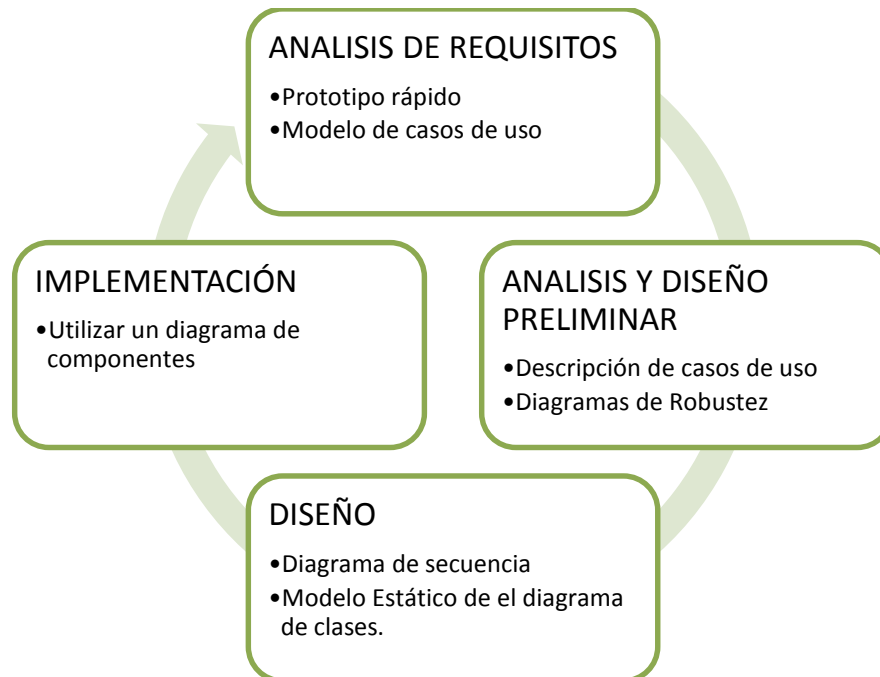 ANALISIS DE REQUISITOS
•Prototipo rápido
•Modelo de casos de uso
ANALISIS Y DISEÑO
PRELIMINAR
•Descripción de casos de uso
•Diagramas de Robustez
DISEÑO
•Diagrama de secuencia
•Modelo Estático de el diagrama
de clases.
IMPLEMENTACIÓN
•Utilizar un diagrama de
componentes